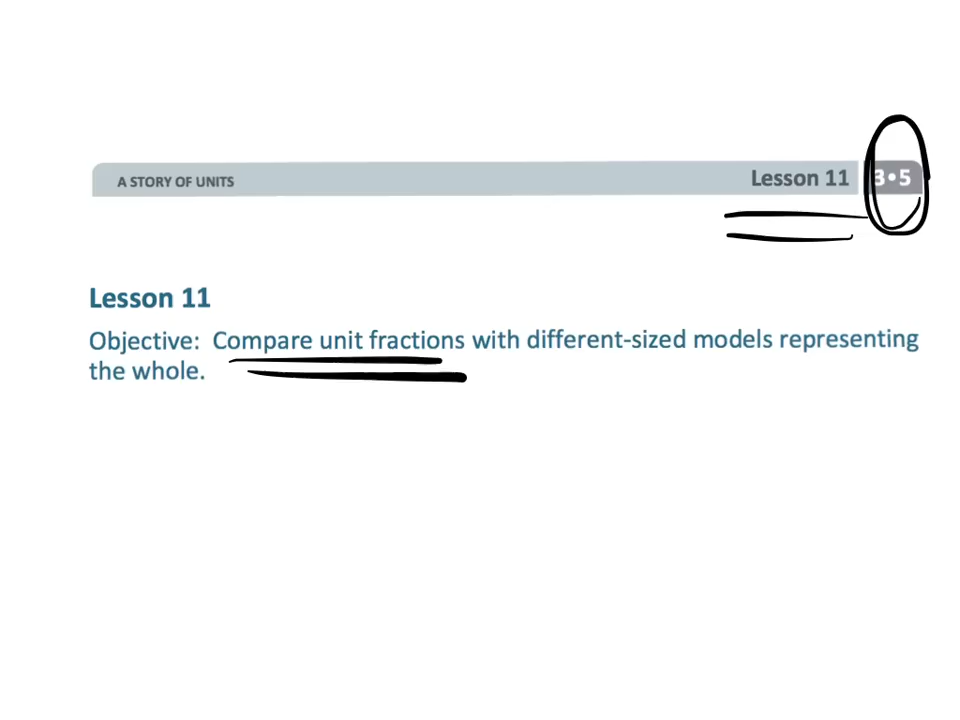 A STORY OF UNITS
Lesson 11
3•5
Lesson 11
Objective: Compare unit fractions with different-sized models representing
the whole.